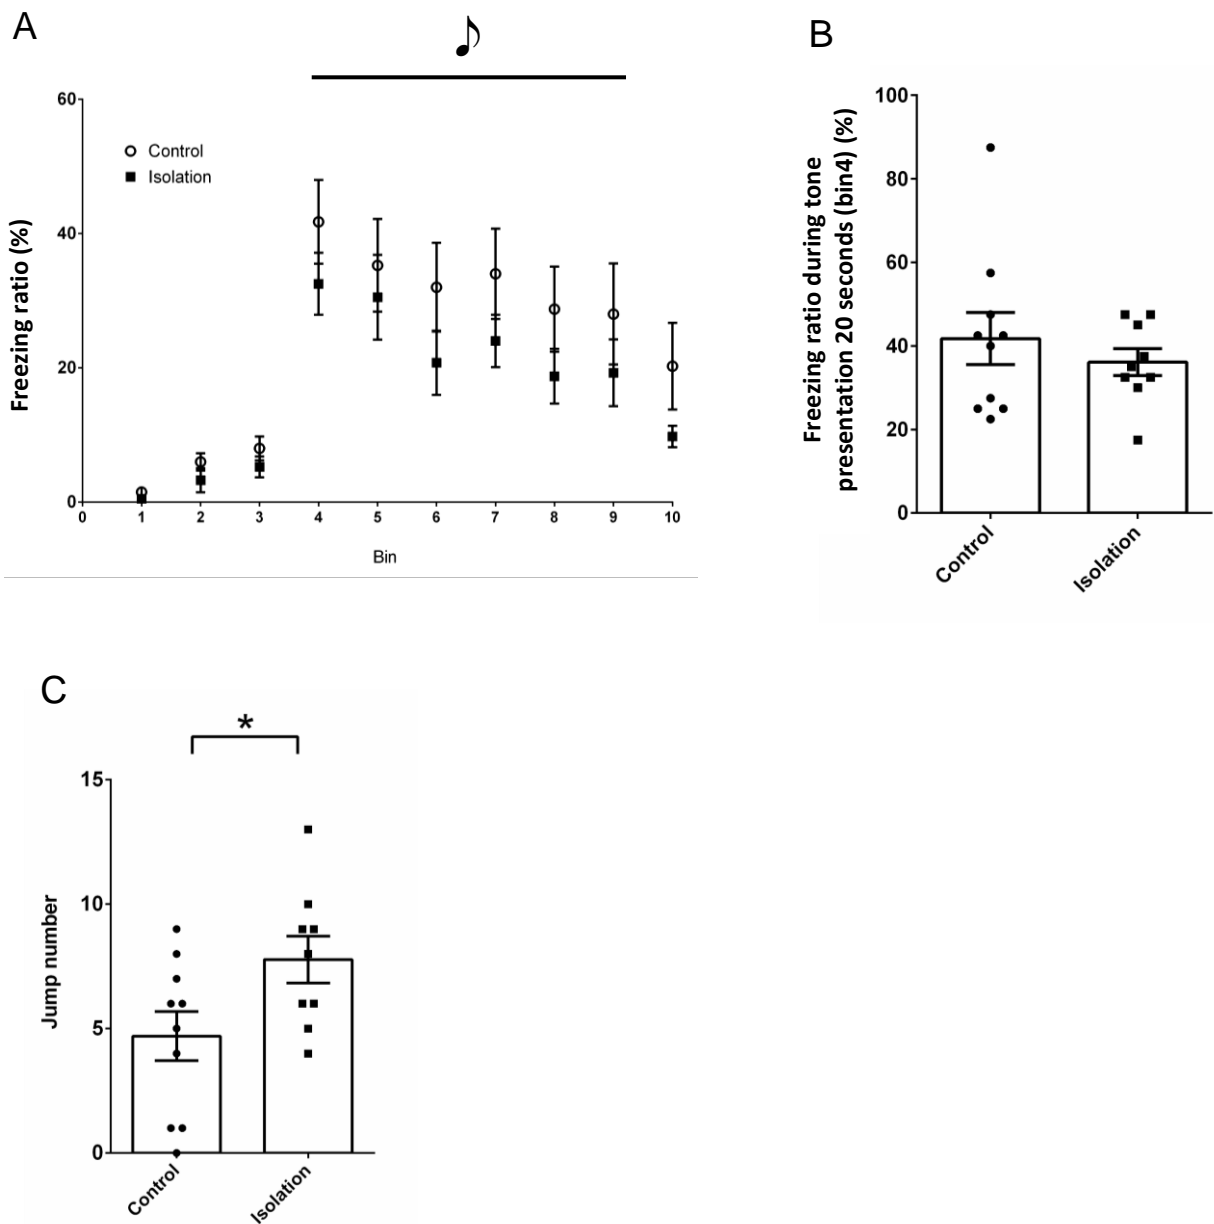 A
60
40
20
0
Freezing ratio (%)
Control
Isolation
0 1 2 3 4 5 6 7 8 9 10
Bin
B
100
80
60
40
20
0
Freezing ratio during tone
presentation 20 seconds (bin4) (%)
Control
Isolation
C
*
15
10
5
0
Jump number
Control
Isolation